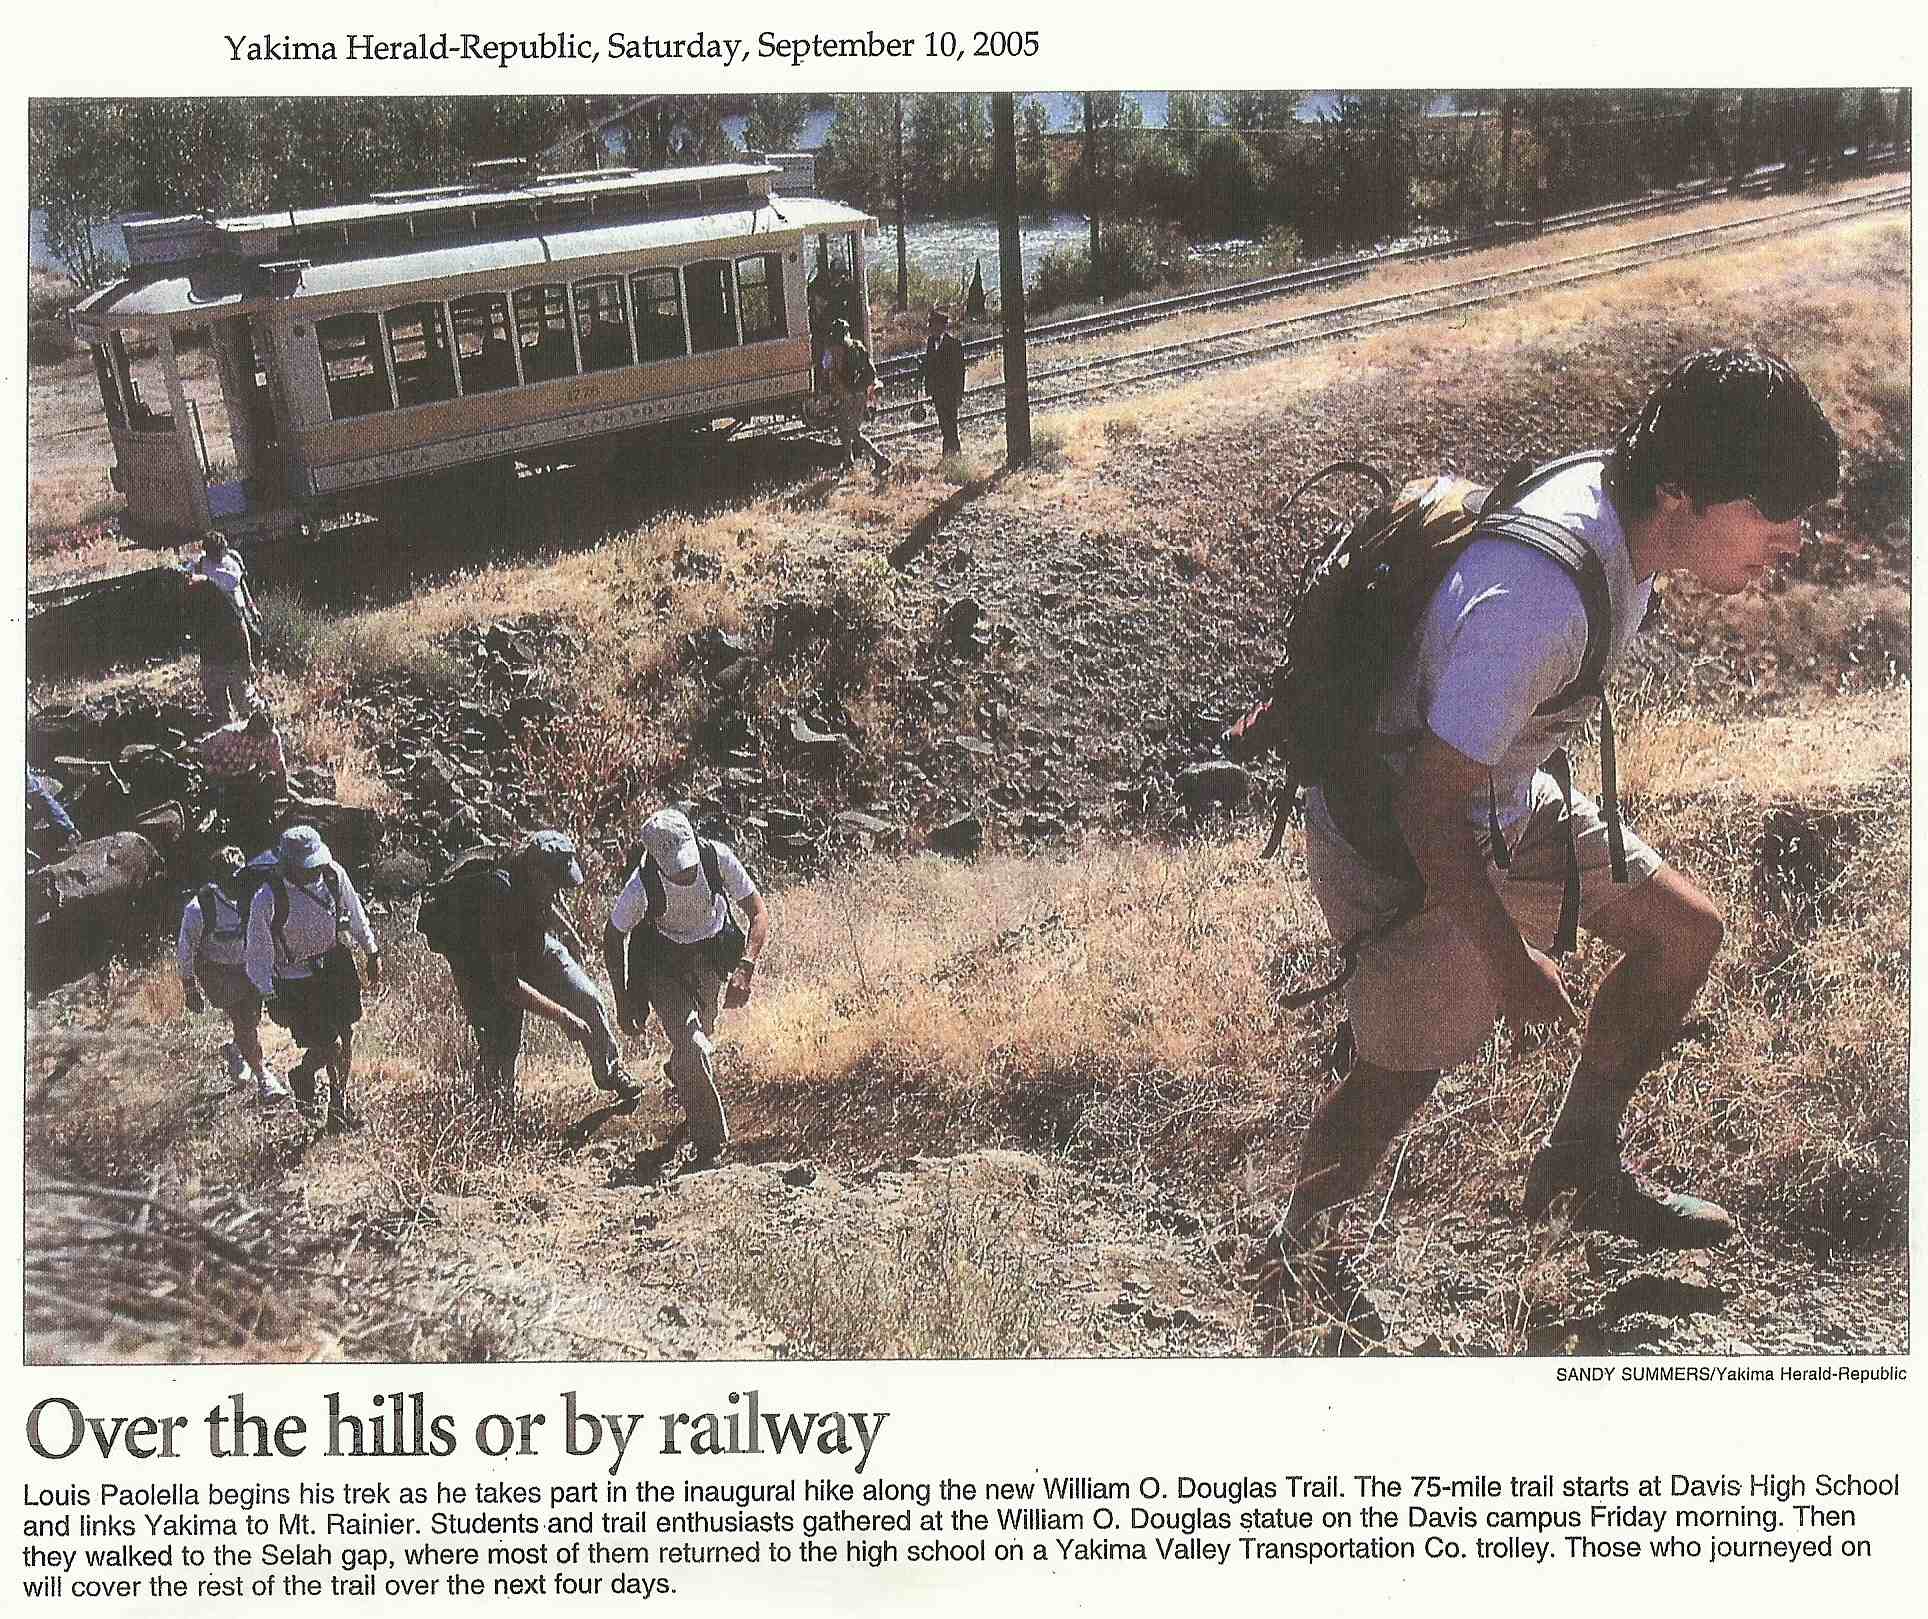 Yakima Herald-Republic, Saturday, September 10, 2005
YAKIMA VALLEY TRANSPORTATION CO
SANDY SUMMERS/Yakima Herald-Republic
Over the hills or by railway
Louis Paolella begins his trek as he takes part in the inaugural hike along the new William O. Douglas Trail. The 75-mile trail starts at Davis High School
and links Yakima to Mt. Rainier. Students and trail enthusiasts gathered at the William O. Douglas statue on the Davis campus Friday morning. Then
they walked to the Selah gap, where most of them returned to the high school on a Yakima Valley Transportation Co. trolley. Those who journeyed on
will cover the rest of the trail over the next four days.